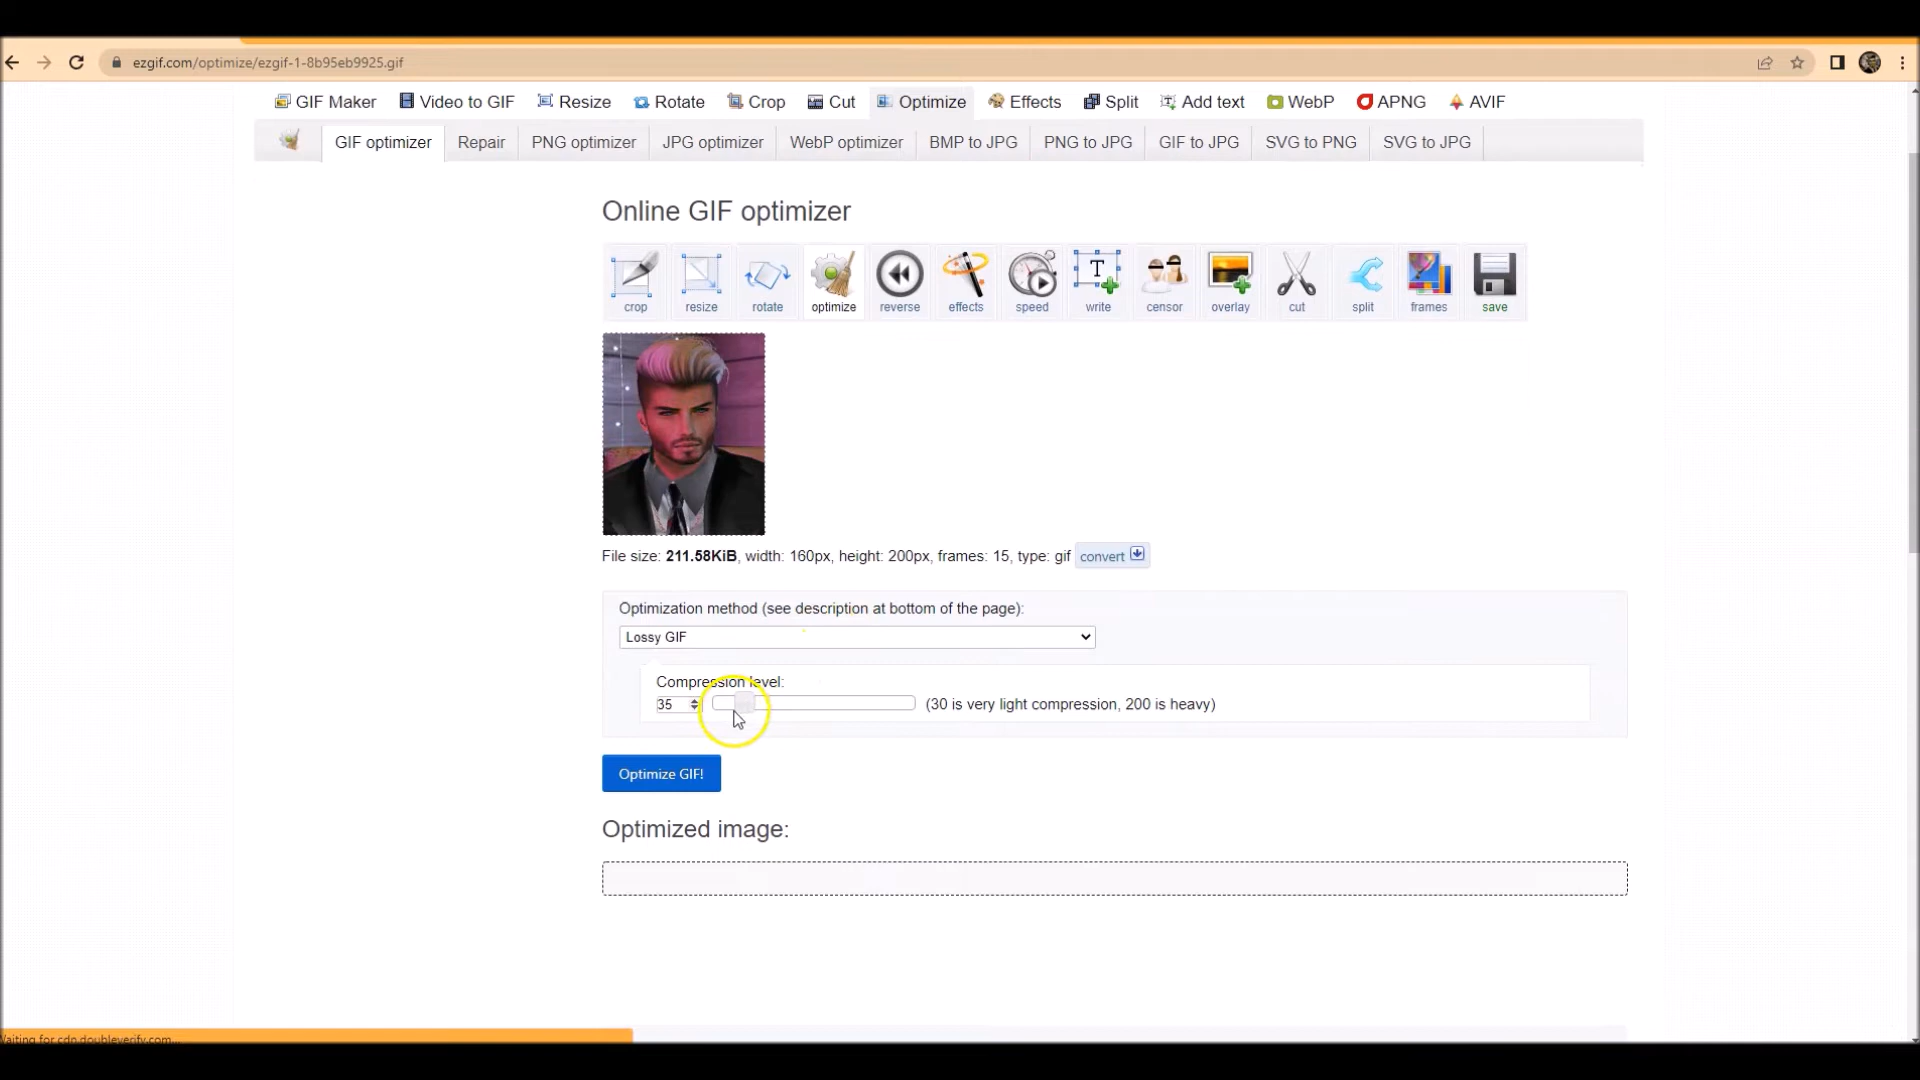 ezgif.com/optimize/ezgif-1-8b95eb9925.gif
GIF Maker Video to GIF Resize Rotate Crop Cut Optimize Effects Split Add text WebP APNG AVIF
GIF optimizer Repair PNG optimizer JPG optimizer WebP optimizer BMP to JPG PNG to JPG GIF to JPG SVG to PNG SVG to JPG
Online GIF optimizer
crop resize rotate optimize reverse effects speed write censor overlay cut split frames save
File size: 211.58KiB, width: 160px, height: 200px, frames: 15, type: gif convert
Optimization method (see description at bottom of the page):
Lossy GIF
Compression level:
35 (30 is very light compression, 200 is heavy)
Optimize GIF!
Optimized image:
Waiting for cdn.doubleverify.com...